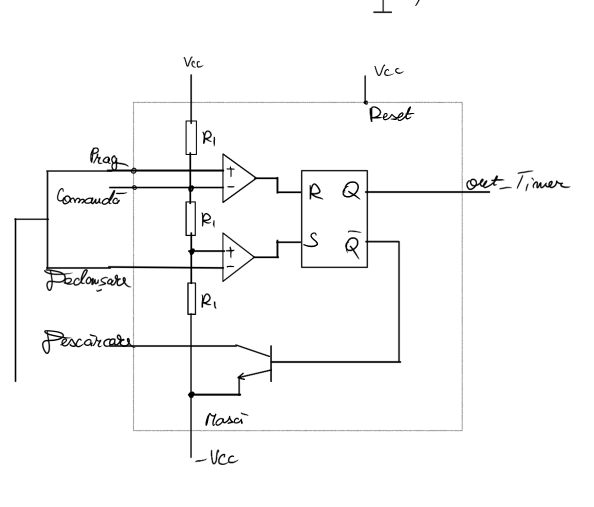 Vcc
Vcc
Reset
R1
Prag
+
-
Comandă
R Q
out_Timer
R1
+
-
S Q̅
Declanșare
R1
Descărcare
Masă
-Vcc